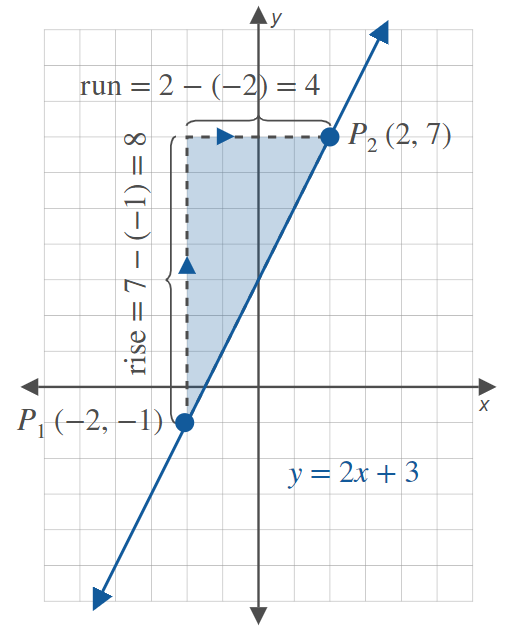 y
run = 2 − (−2) = 4
P₂ (2, 7)
rise = 7 − (−1) = 8
x
P₁ (−2, −1)
y = 2x + 3